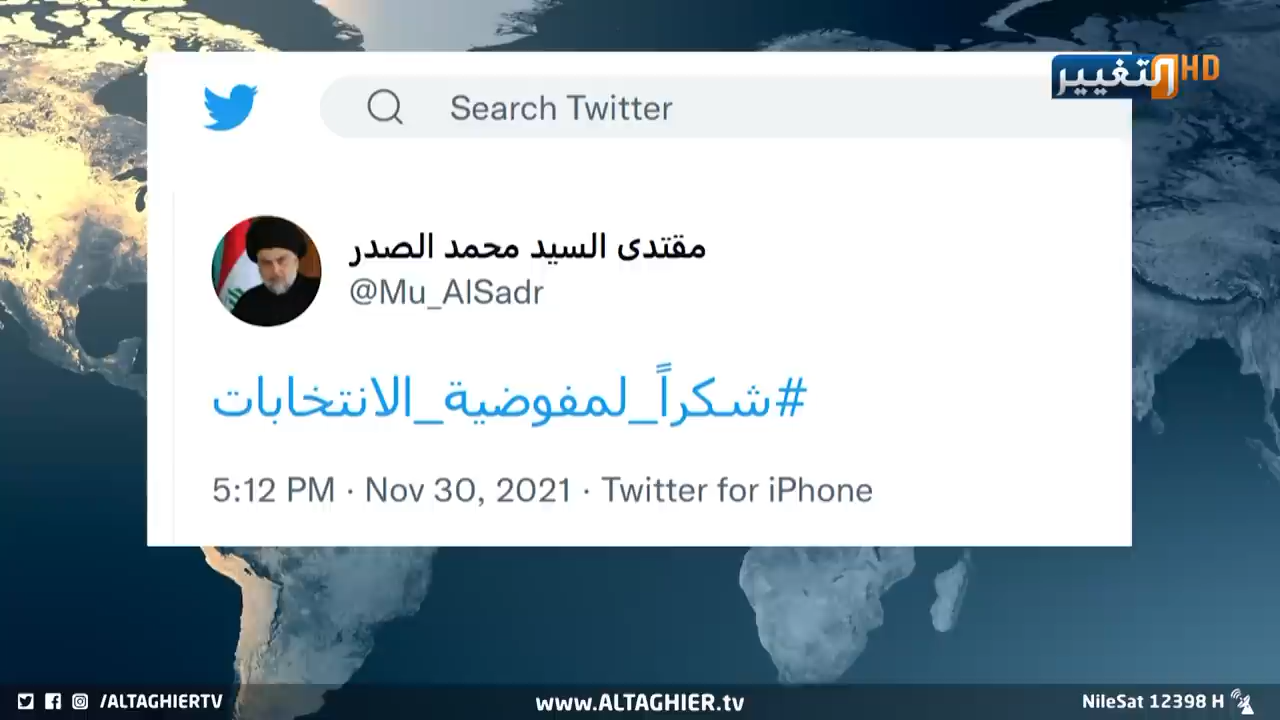 التغيير HD
Search Twitter
مقتدى السيد محمد الصدر
@Mu_AlSadr
#شكراً_لمفوضية_الانتخابات
5:12 PM · Nov 30, 2021 · Twitter for iPhone
/ALTAGHIERTV
www.ALTAGHIER.tv
NileSat 12398 H